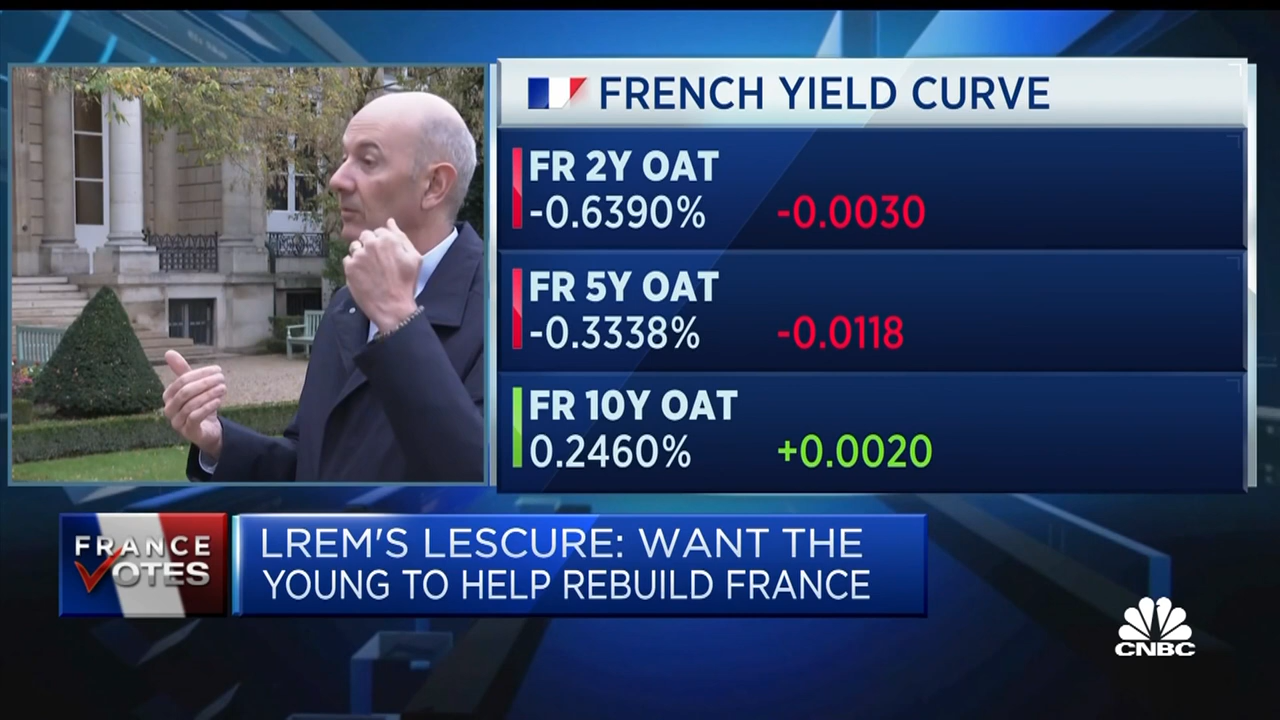 FRENCH YIELD CURVE
FR 2Y OAT
-0.6390% -0.0030
FR 5Y OAT
-0.3338% -0.0118
FR 10Y OAT
0.2460% +0.0020
FRANCE
VOTES
LREM'S LESCURE: WANT THE
YOUNG TO HELP REBUILD FRANCE
CNBC